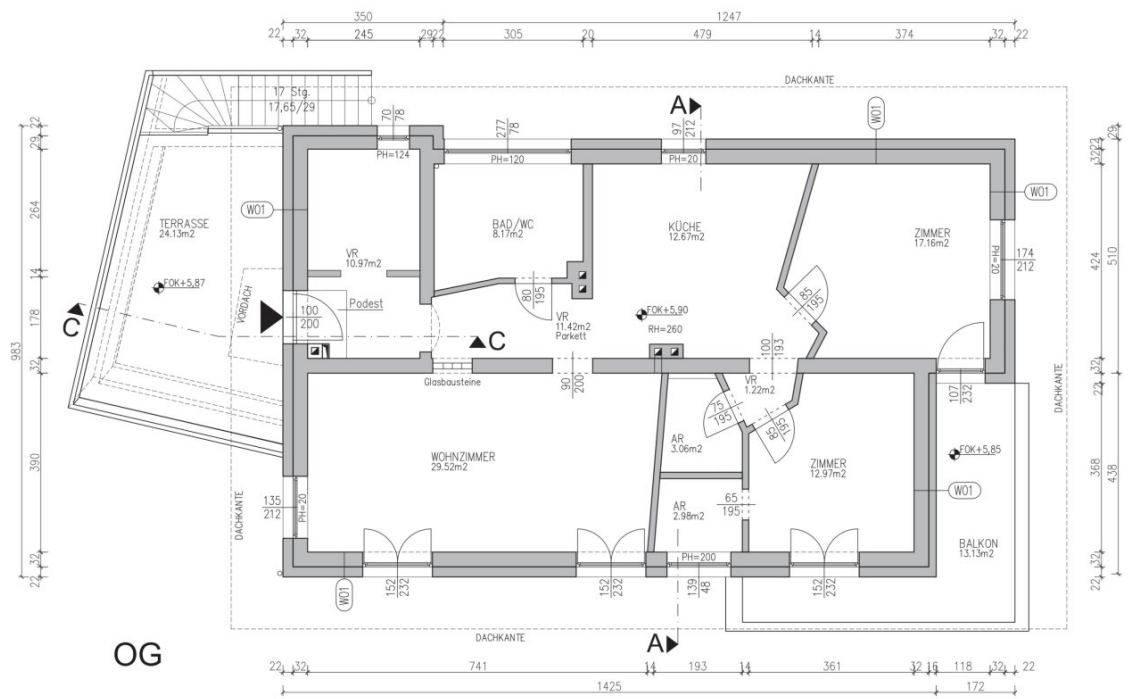 350
1247
22
32
245
29
22
305
20
479
14
374
32
22
DACHKANTE
17 Stg.
17,65/29
70
78
277
78
A
97
212
W01
PH=124
PH=120
PH=20
22
29
264
14
178
32
390
32
22
983
W01
W01
TERRASSE
24.13m2
BAD/WC
8.17m2
KÜCHE
12.67m2
ZIMMER
17.16m2
VR
10.97m2
PH=20
174
212
29
22
32
424
510
32
22
368
438
32
22
FOK+5,87
80
195
85
195
VORDACH
100
200
Podest
VR
11.42m2
Parkett
FOK+5,90
RH=260
C
C
Glasbausteine
90
200
100
193
VR
1.22m2
107
232
DACHKANTE
75
195
85
195
AR
3.06m2
WOHNZIMMER
29.52m2
ZIMMER
12.97m2
FOK+5,85
135
212
PH=20
65
195
W01
DACHKANTE
AR
2.98m2
BALKON
13.13m2
PH=200
W01
152
232
152
232
139
48
152
232
DACHKANTE
A
OG
22
32
741
14
193
14
361
32
16
118
32
22
1425
172